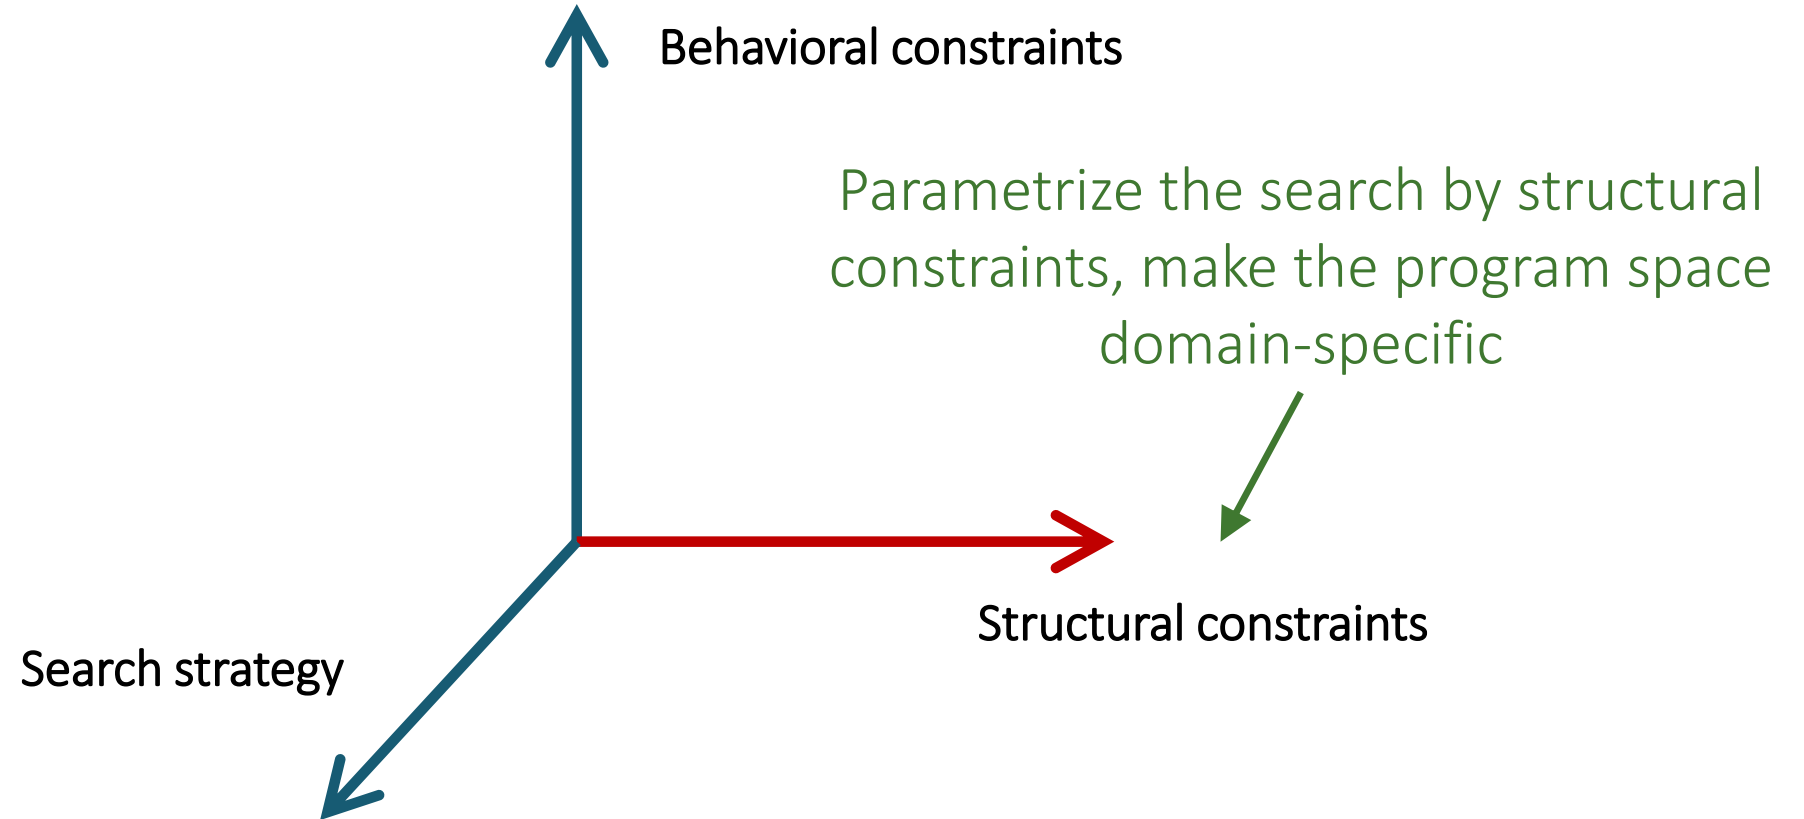 Behavioral constraints
Parametrize the search by structural
constraints, make the program space
domain-specific
Structural constraints
Search strategy